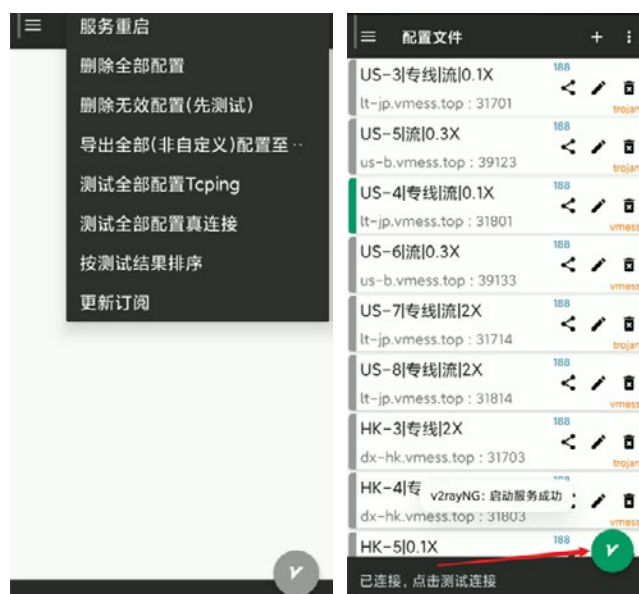 服务重启
删除全部配置
删除无效配置(先测试)
导出全部(非自定义)配置至··
测试全部配置Tcping
测试全部配置真连接
按测试结果排序
更新订阅
配置文件
US-3|专线|流|0.1X
188
lt-jp.vmess.top : 31701
trojan
US-5|流|0.3X
188
us-b.vmess.top : 39123
trojan
US-4|专线|流|0.1X
188
lt-jp.vmess.top : 31801
vmess
US-6|流|0.3X
188
us-b.vmess.top : 39133
vmess
US-7|专线|流|2X
188
lt-jp.vmess.top : 31714
trojan
US-8|专线|流|2X
188
lt-jp.vmess.top : 31814
vmess
HK-3|专线|2X
188
dx-hk.vmess.top : 31703
trojan
HK-4|专
v2rayNG: 启动服务成功
dx-hk.vmess.top : 31803
vmess
HK-5|0.1X
188
已连接, 点击测试连接